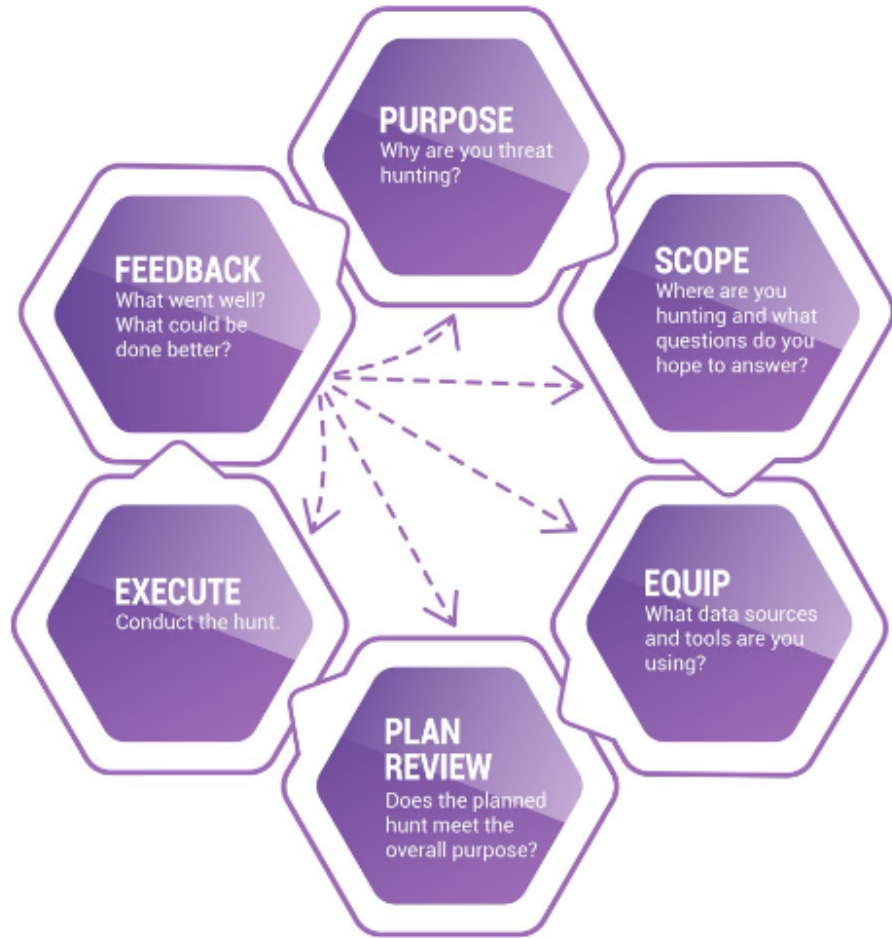 PURPOSE
Why are you threat
hunting?
SCOPE
Where are you
hunting and what
questions do you
hope to answer?
EQUIP
What data sources
and tools are you
using?
PLAN
REVIEW
Does the planned
hunt meet the
overall purpose?
EXECUTE
Conduct the hunt.
FEEDBACK
What went well?
What could be
done better?